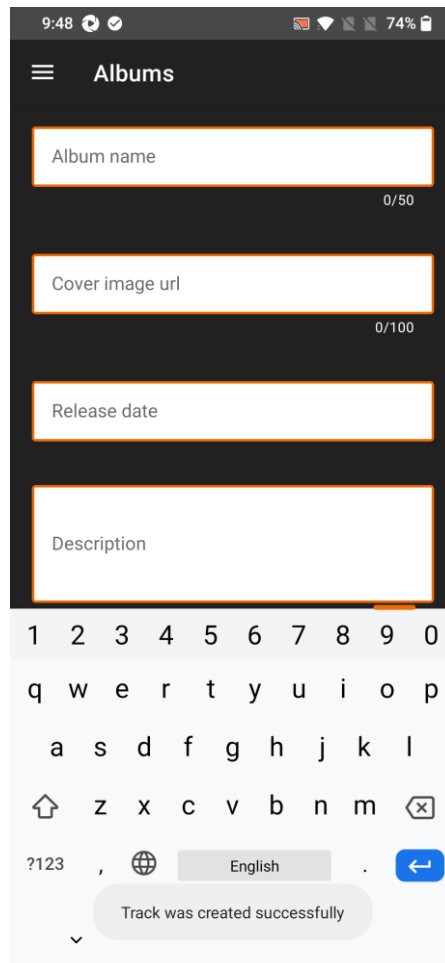 9:48 74%
Albums
Album name
0/50
Cover image url
0/100
Release date
Description
1 2 3 4 5 6 7 8 9 0
q w e r t y u i o p
a s d f g h j k l
z x c v b n m
?123 , English .
Track was created successfully